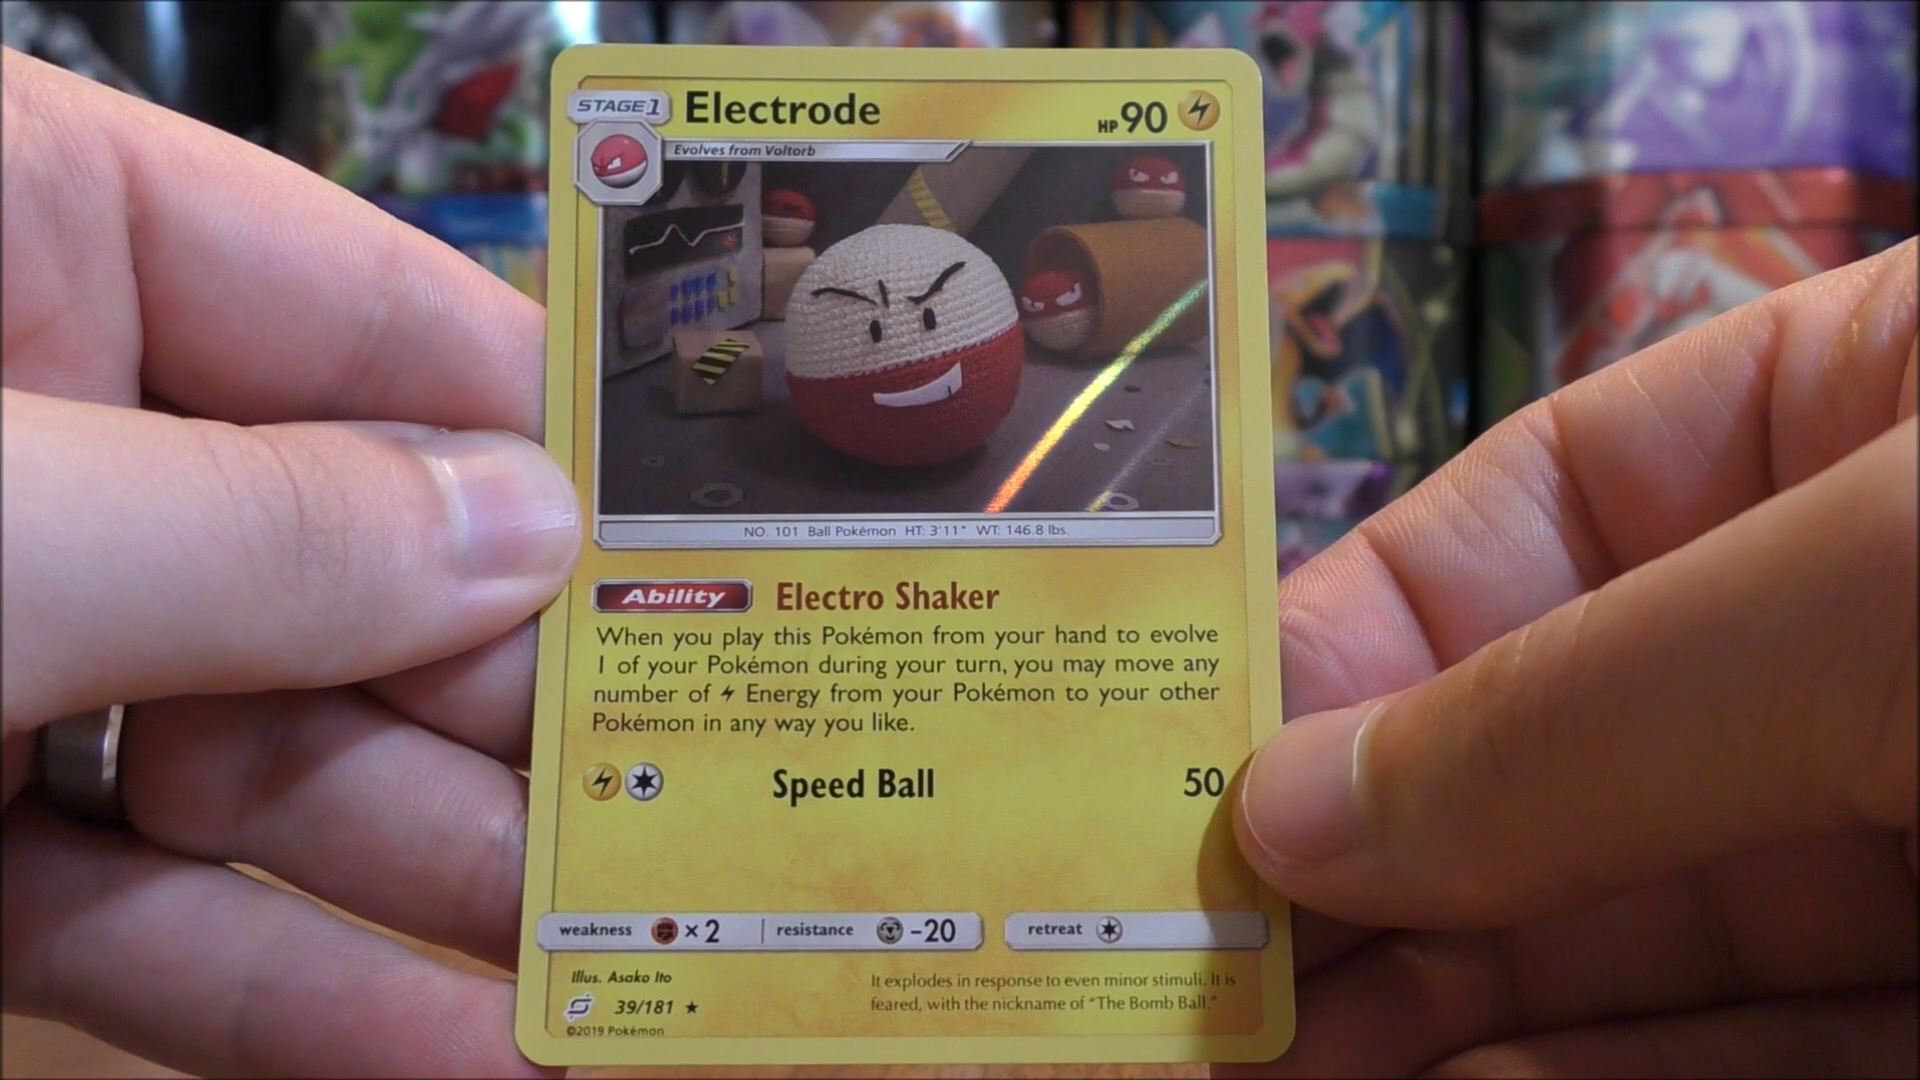 STAGE1 Electrode HP 90
Evolves from Voltorb
NO. 101 Ball Pokémon HT: 3'11" WT: 146.8 lbs.
Ability Electro Shaker
When you play this Pokémon from your hand to evolve
1 of your Pokémon during your turn, you may move any
number of Energy from your Pokémon to your other
Pokémon in any way you like.
Speed Ball 50
weakness ×2 resistance -20 retreat
Illus. Asako Ito
39/181 ★
©2019 Pokémon
It explodes in response to even minor stimuli. It is
feared, with the nickname of “The Bomb Ball.”